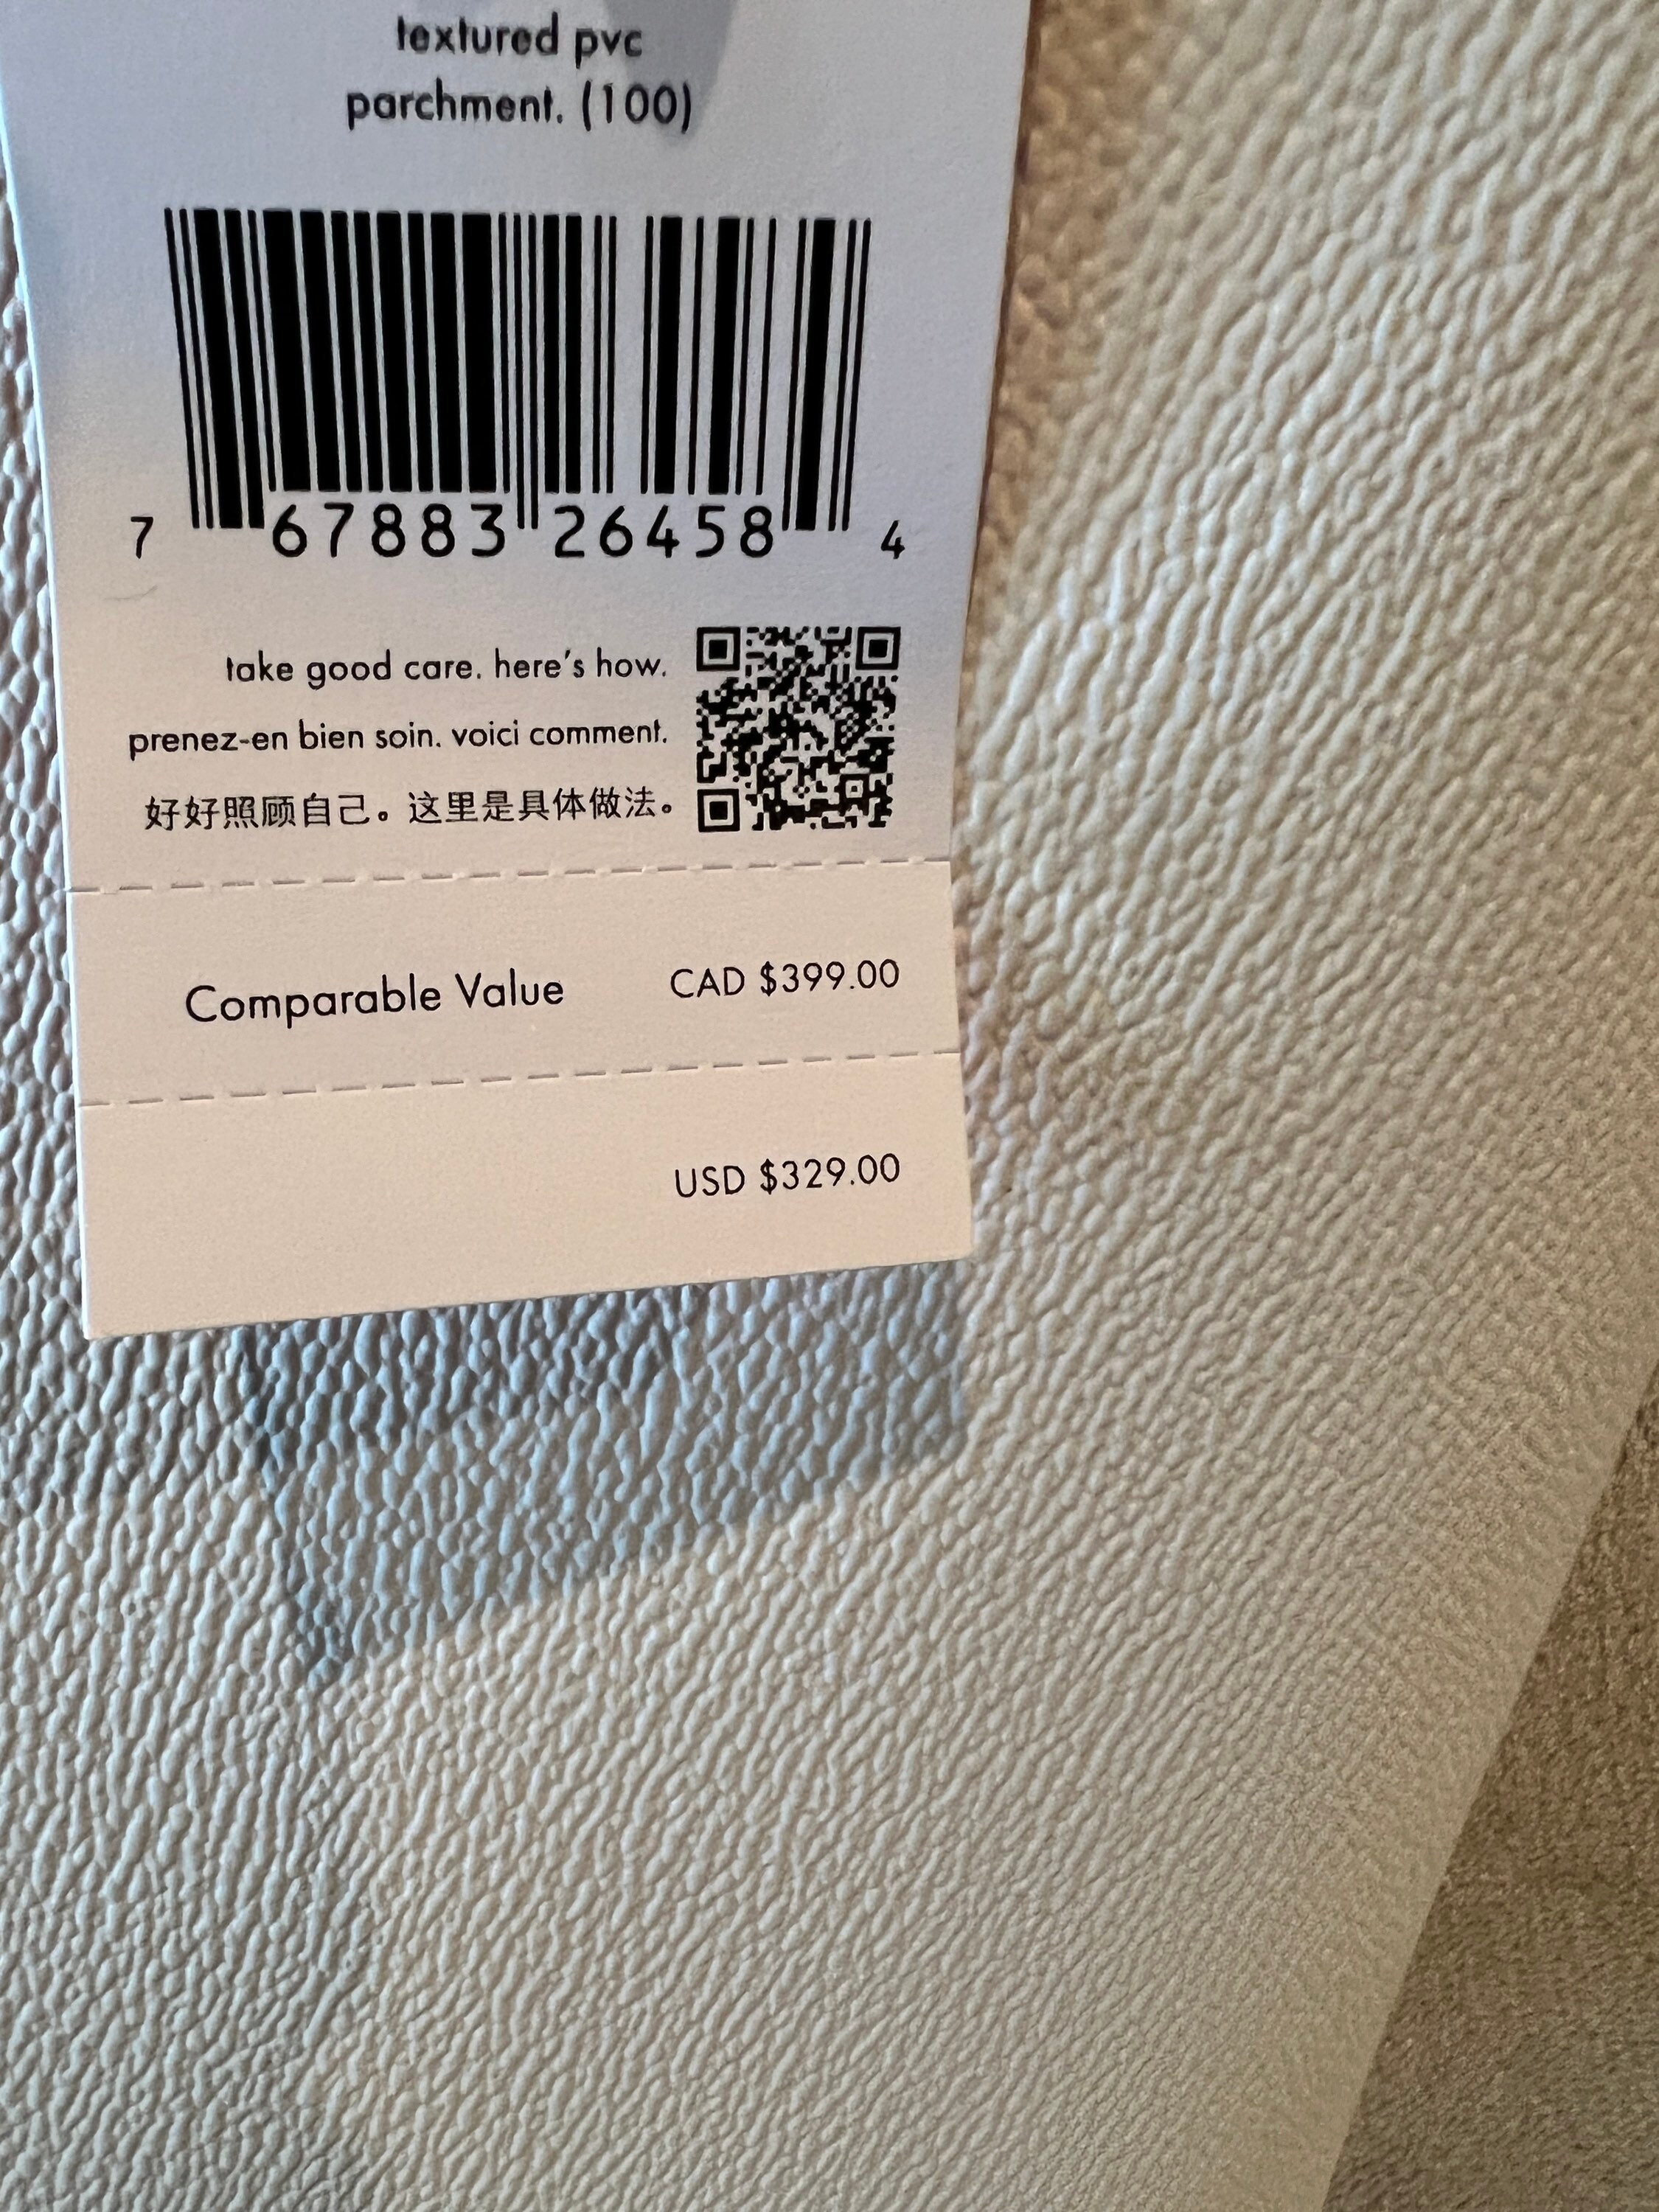 textured pvc
parchment. (100)
7 67883 26458 4
take good care. here's how.
prenez-en bien soin. voici comment.
好好照顾自己。这里是具体做法。
Comparable Value CAD $399.00
USD $329.00